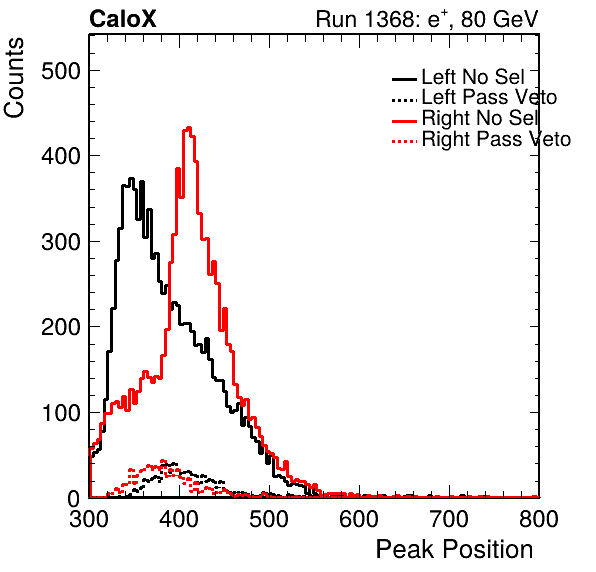 CaloX Run 1368: e+, 80 GeV
Counts
500
400
300
200
100
0
Left No Sel
Left Pass Veto
Right No Sel
Right Pass Veto
300 400 500 600 700 800
Peak Position